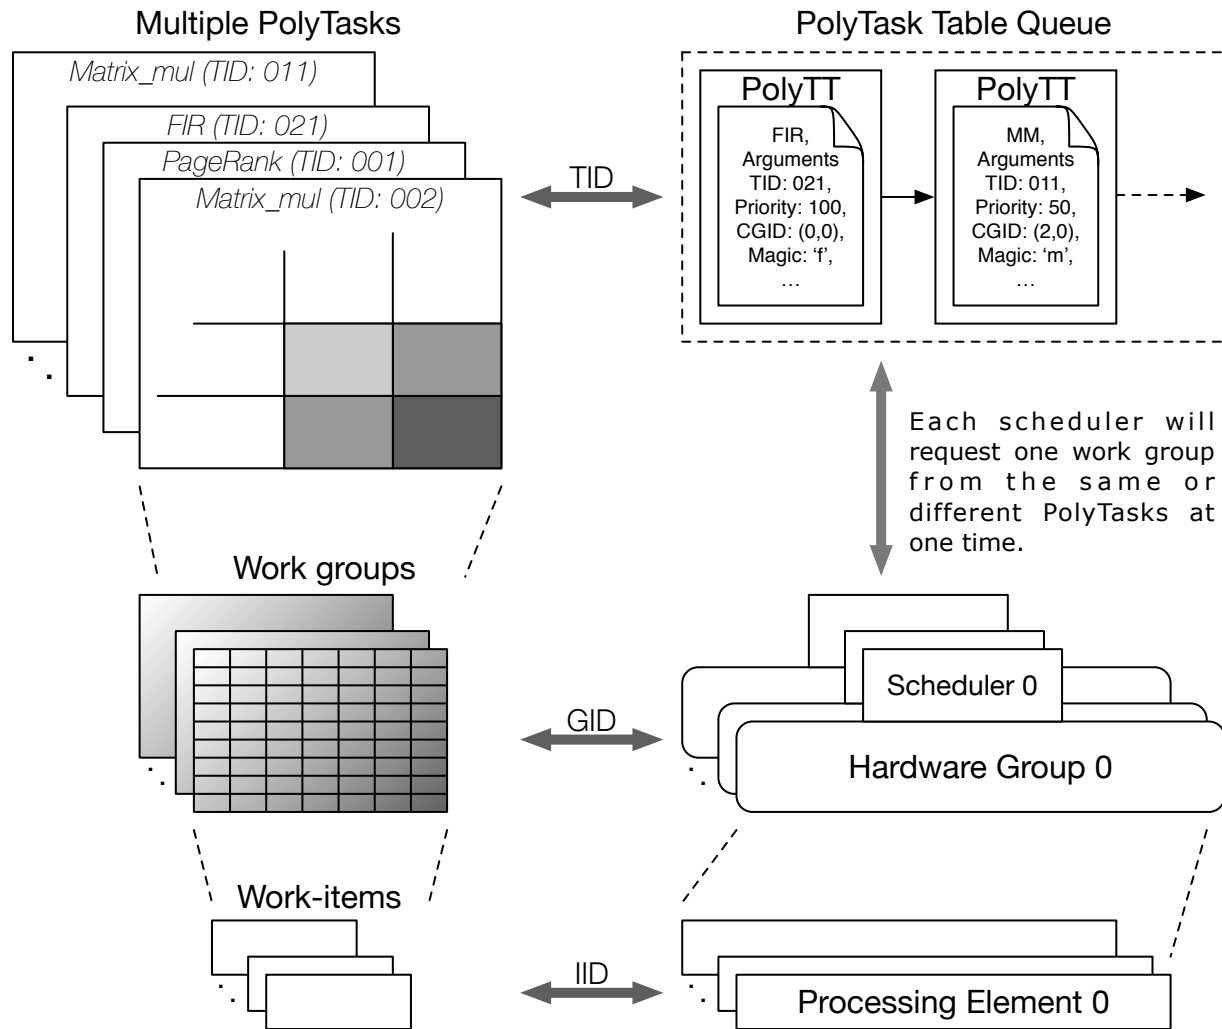 Multiple PolyTasks
Matrix_mul (TID: 011)
FIR (TID: 021)
PageRank (TID: 001)
Matrix_mul (TID: 002)
TID
PolyTask Table Queue
PolyTT
FIR,
Arguments
TID: 021,
Priority: 100,
CGID: (0,0),
Magic: ‘f’,
...
PolyTT
MM,
Arguments
TID: 011,
Priority: 50,
CGID: (2,0),
Magic: ‘m’,
...
Each scheduler will
request one work group
from the same or
different PolyTasks at
one time.
Work groups
GID
Scheduler 0
Hardware Group 0
Work-items
IID
Processing Element 0